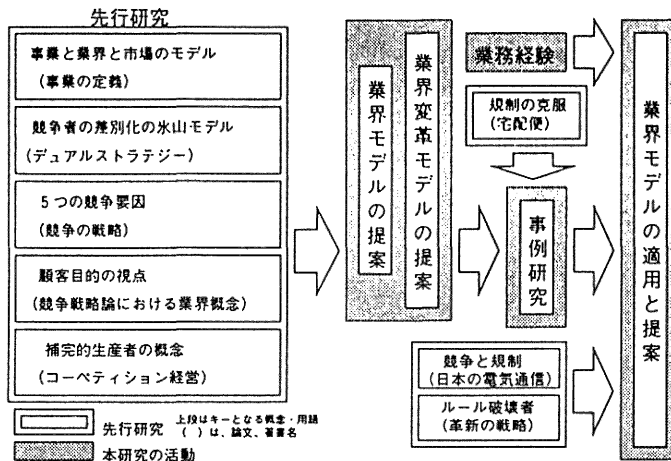 先行研究
事業と業界と市場のモデル
(事業の定義)
競争者の差別化の氷山モデル
(デュアルストラテジー)
5つの競争要因
(競争の戦略)
顧客目的の視点
(競争戦略論における業界概念)
補完的生産者の概念
(コーペティション経営)
業界モデルの提案
業界変革モデルの提案
業務経験
規制の克服
(宅配便)
事例研究
競争と規制
(日本の電気通信)
ルール破壊者
(革新の戦略)
業界モデルの適用と提案
先行研究
上段はキーとなる概念・用語
( )は、論文、著書名
本研究の活動